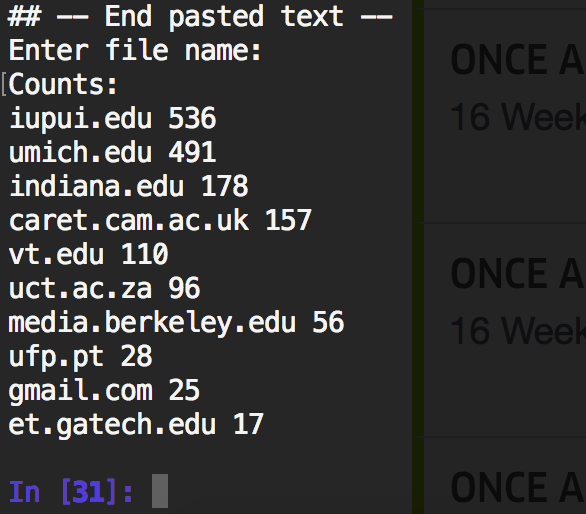 ## -- End pasted text --
Enter file name:
Counts:
iupui.edu 536
umich.edu 491
indiana.edu 178
caret.cam.ac.uk 157
vt.edu 110
uct.ac.za 96
media.berkeley.edu 56
ufp.pt 28
gmail.com 25
et.gatech.edu 17
In [31]:
ONCE A
16 Week
ONCE A
16 Week
ONCE A